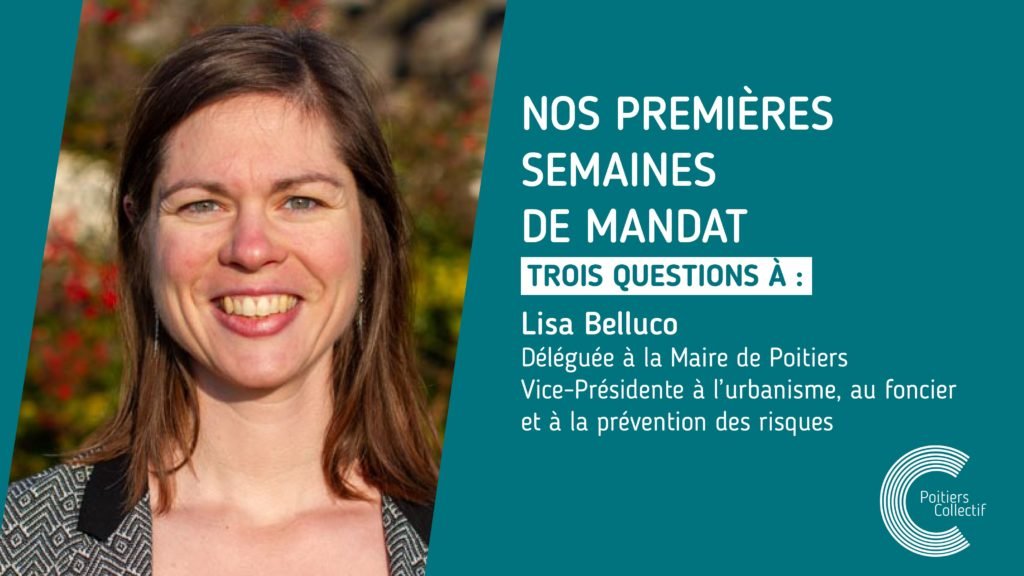 NOS PREMIÈRES
SEMAINES
DE MANDAT
TROIS QUESTIONS À :
Lisa Belluco
Déléguée à la Maire de Poitiers
Vice-Présidente à l'urbanisme, au foncier
et à la prévention des risques
Poitiers
Collectif